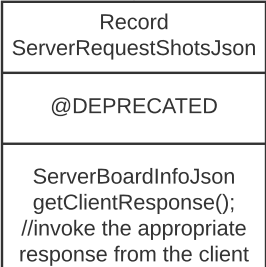 Record
ServerRequestShotsJson
@DEPRECATED
ServerBoardInfoJson
getClientResponse();
//invoke the appropriate
response from the client